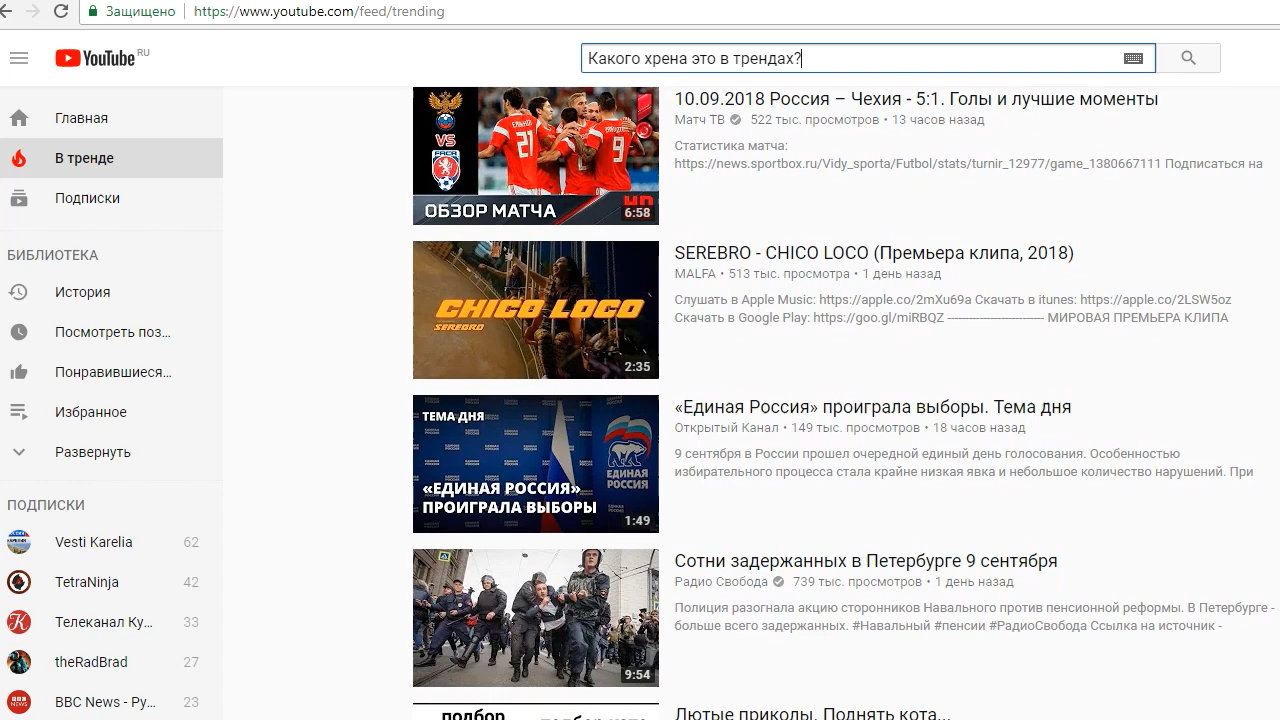 Защищено
https://www.youtube.com/feed/trending
YouTube RU
Какого хрена это в трендах?
Главная
В тренде
Подписки
БИБЛИОТЕКА
История
Посмотреть поз...
Понравившиеся...
Избранное
Развернуть
ПОДПИСКИ
Vesti Karelia 62
TetraNinja 42
Телеканал Ку... 33
theRadBrad 27
BBC News - Ру... 23
VS
FAČR
21
9
ОБЗОР МАТЧА
HD
6:58
10.09.2018 Россия – Чехия - 5:1. Голы и лучшие моменты
Матч ТВ 522 тыс. просмотров • 13 часов назад
Статистика матча:
https://news.sportbox.ru/Vidy_sporta/Futbol/stats/turnir_12977/game_1380667111 Подписаться на
CHICO LOCO
SEREBRO
2:35
SEREBRO - CHICO LOCO (Премьера клипа, 2018)
MALFA • 513 тыс. просмотра • 1 день назад
Слушать в Apple Music: https://apple.co/2mXu69a Скачать в itunes: https://apple.co/2LSW5oz
Скачать в Google Play: https://goo.gl/miRBQZ ------------------------------ МИРОВАЯ ПРЕМЬЕРА КЛИПА
ТЕМА ДНЯ
ЕДИНАЯ
РОССИЯ
«ЕДИНАЯ РОССИЯ»
ПРОИГРАЛА ВЫБОРЫ
1:49
«Единая Россия» проиграла выборы. Тема дня
Открытый Канал • 149 тыс. просмотров • 18 часов назад
9 сентября в России прошел очередной единый день голосования. Особенностью
избирательного процесса стала крайне низкая явка и небольшое количество нарушений. При
9:54
Сотни задержанных в Петербурге 9 сентября
Радио Свобода 739 тыс. просмотров • 1 день назад
Полиция разогнала акцию сторонников Навального против пенсионной реформы. В Петербурге -
больше всего задержанных. #Навальный #пенсии #РадиоСвобода Ссылка на источник -
подбор
Лютые приколы. Поднять кота...